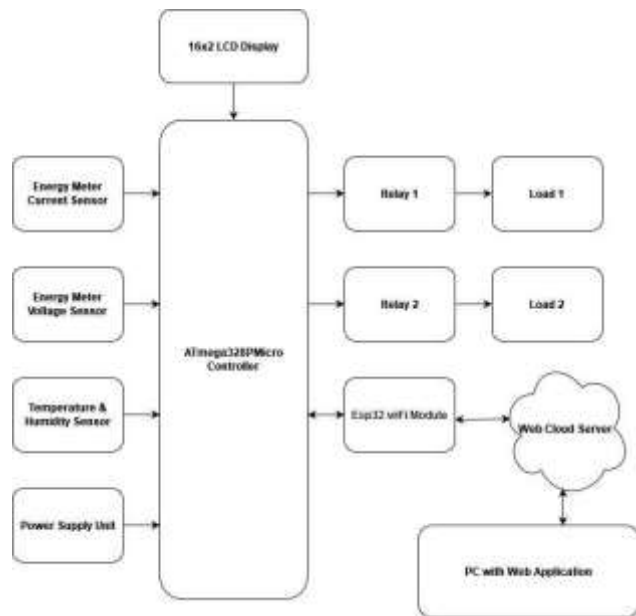 16x2 LCD Display
Energy Meter
Current Sensor
Relay 1
Load 1
Energy Meter
Voltage Sensor
Relay 2
Load 2
ATmega328PMicro
Controller
Temperature &
Humidity Sensor
Esp32 wiFi Module
Web Cloud Server
Power Supply Unit
PC with Web Application